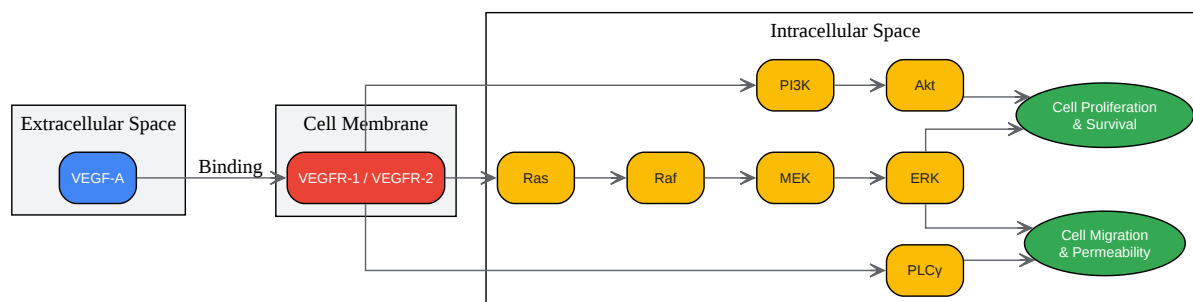 Intracellular Space
PI3K
Akt
Cell Proliferation
& Survival
Extracellular Space
Cell Membrane
VEGF-A
Binding
VEGFR-1 / VEGFR-2
Ras
Raf
MEK
ERK
Cell Migration
& Permeability
PLCγ